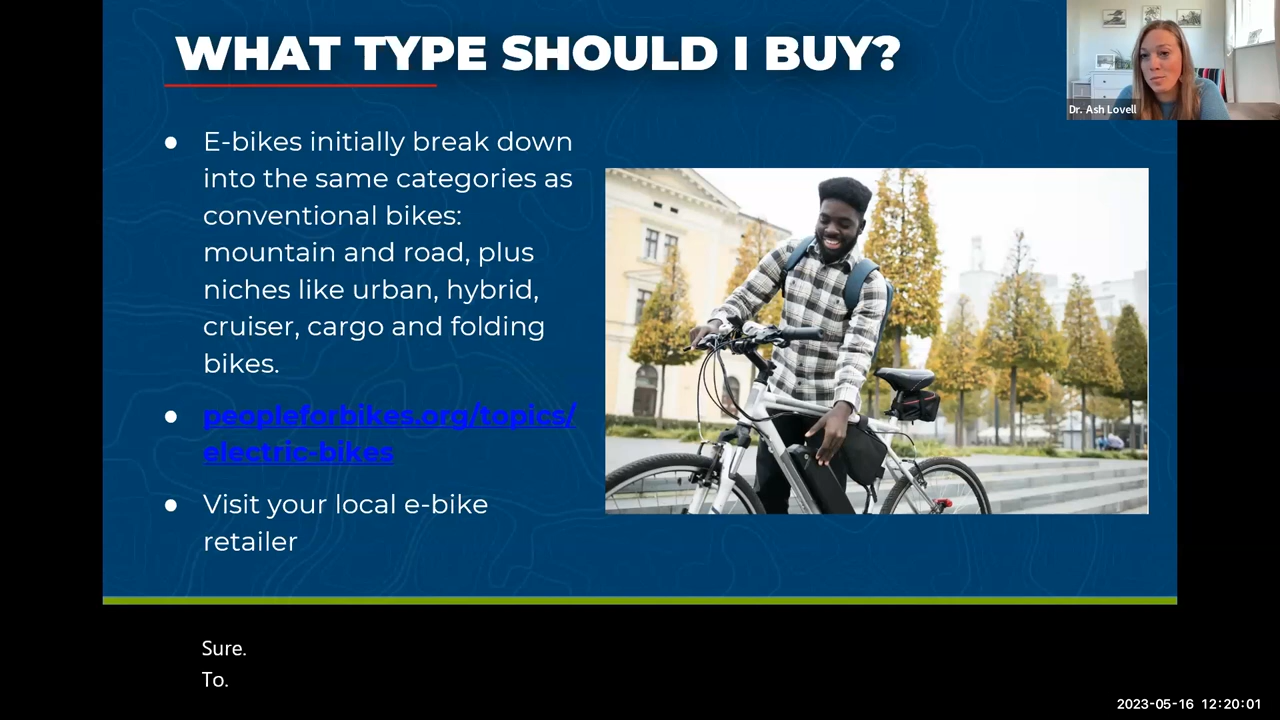 WHAT TYPE SHOULD I BUY?
Dr. Ash Lovell
● E-bikes initially break down
into the same categories as
conventional bikes:
mountain and road, plus
niches like urban, hybrid,
cruiser, cargo and folding
bikes.
● peopleforbikes.org/topics/
electric-bikes
● Visit your local e-bike
retailer
Sure.
To.
2023-05-16 12:20:01